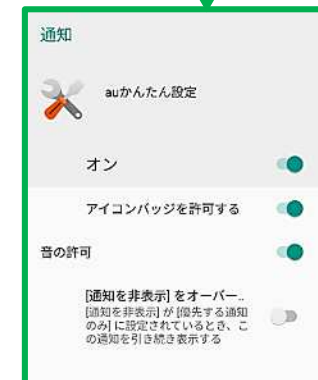 通知
auかんたん設定
オン
アイコンバッジを許可する
音の許可
[通知を非表示] をオーバー..
[通知を非表示] が [優先する通知
のみ] に設定されているとき、こ
の通知を引き続き表示する